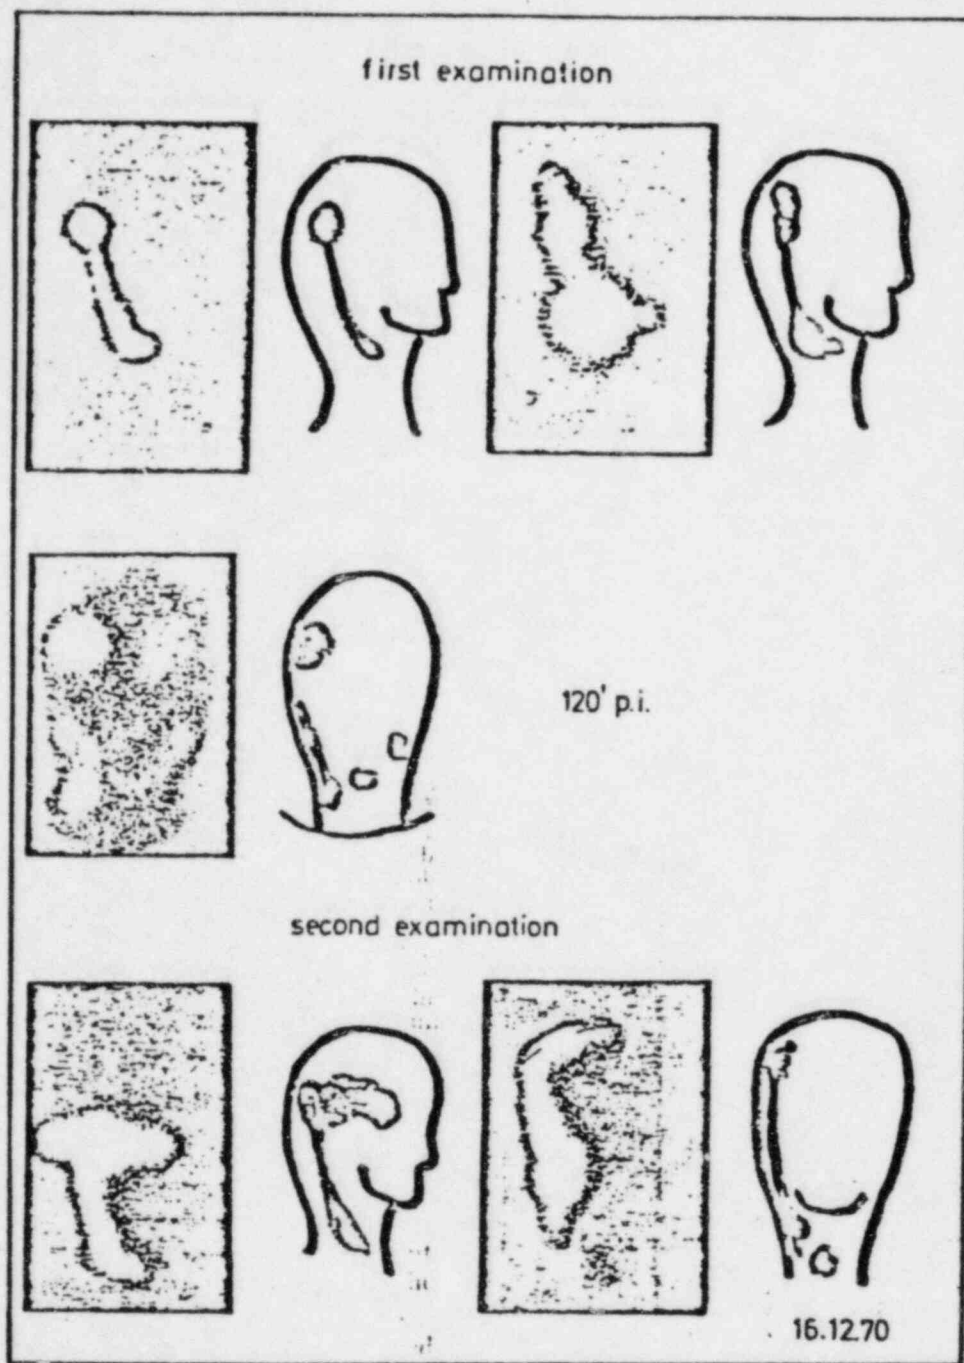 first examination
120' p.i.
second examination
16.12.70